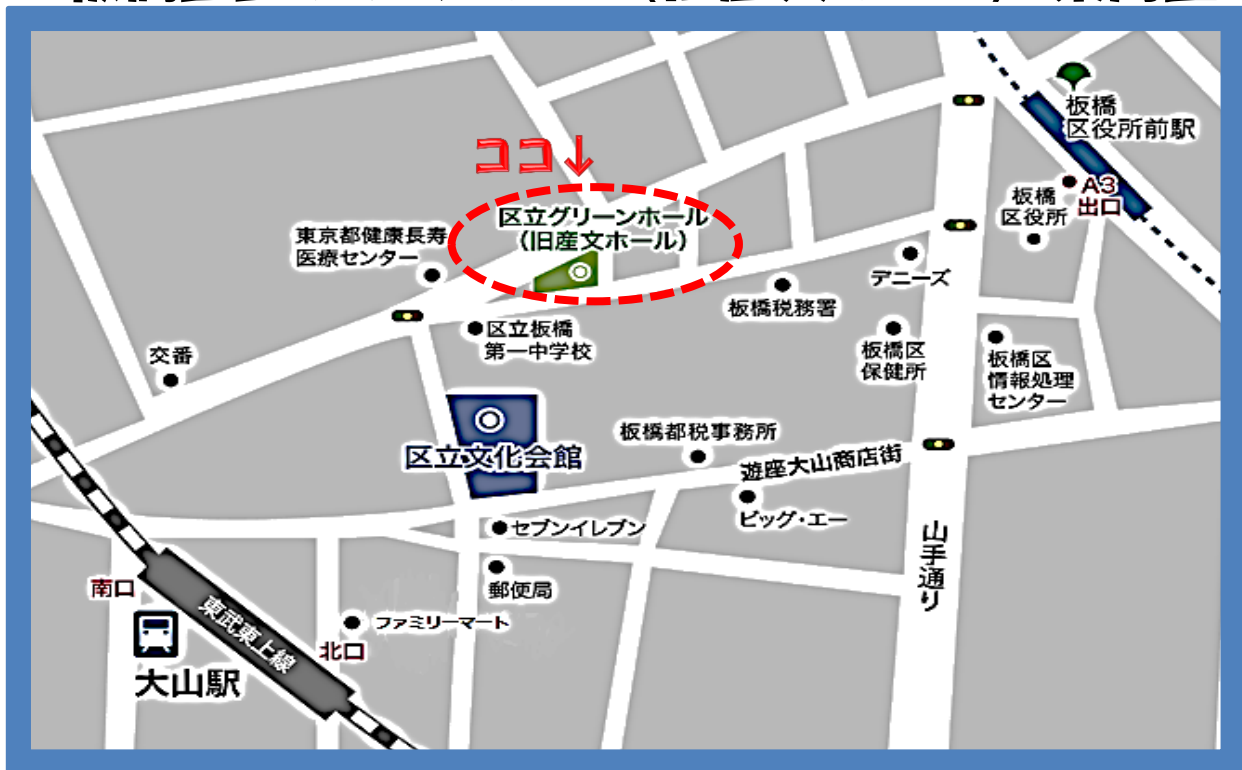 板橋
区役所前駅
ココ↓
A3
出口
板橋
区役所
区立グリーンホール
(旧産文ホール)
東京都健康長寿
医療センター
デニーズ
板橋税務署
区立板橋
第一中学校
交番
板橋区
保健所
板橋区
情報処理
センター
区立文化会館
板橋都税事務所
遊座大山商店街
ビッグ・エー
セブンイレブン
山手通り
郵便局
南口
ファミリーマート
東武東上線
北口
大山駅